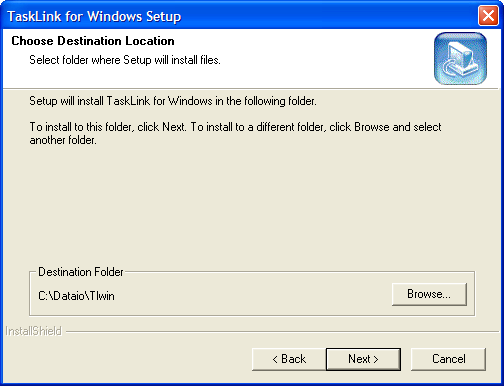 TaskLink for Windows Setup
Choose Destination Location
Select folder where Setup will install files.
Setup will install TaskLink for Windows in the following folder.
To install to this folder, click Next. To install to a different folder, click Browse and select
another folder.
Destination Folder
C:\Dataio\Tlwin
Browse...
InstallShield
< Back
Next >
Cancel